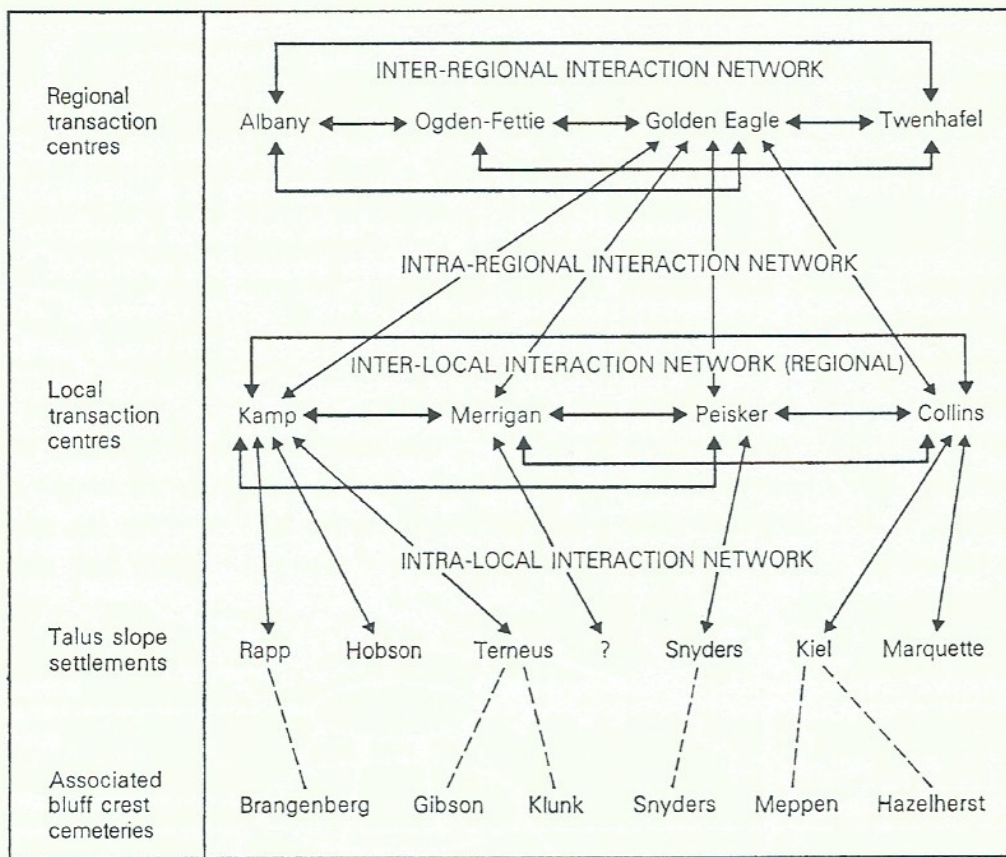 INTER-REGIONAL INTERACTION NETWORK
Regional
transaction
centres
Albany Ogden-Fettie Golden Eagle Twenhafel
INTRA-REGIONAL INTERACTION NETWORK
INTER-LOCAL INTERACTION NETWORK (REGIONAL)
Local
transaction
centres
Kamp Merrigan Peisker Collins
INTRA-LOCAL INTERACTION NETWORK
Talus slope
settlements
Rapp Hobson Terneus ? Snyders Kiel Marquette
Associated
bluff crest
cemeteries
Brangenberg Gibson Klunk Snyders Meppen Hazelherst